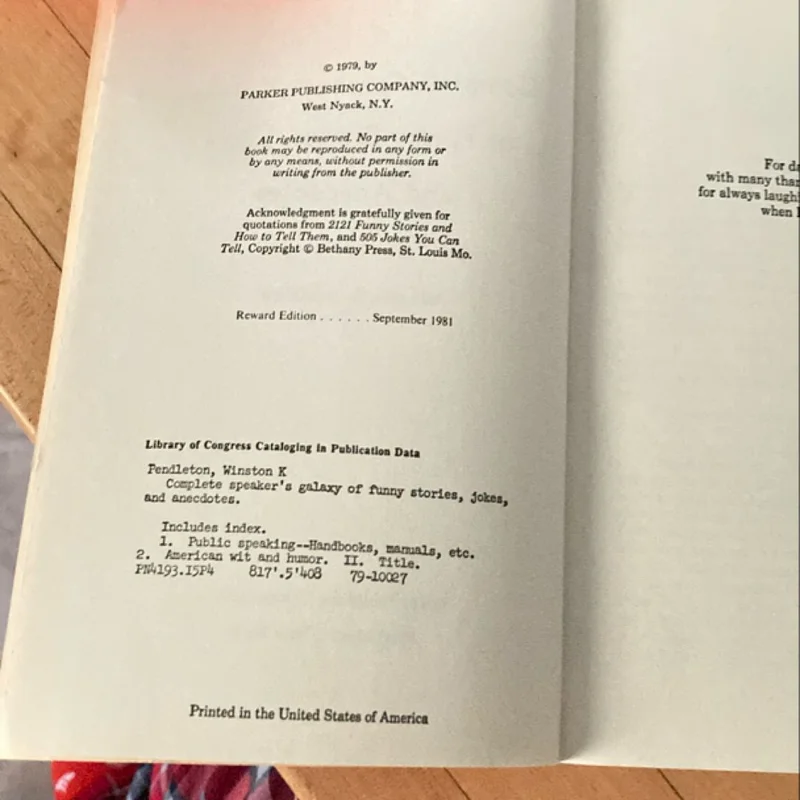 © 1979, by
PARKER PUBLISHING COMPANY, INC.
West Nyack, N.Y.
All rights reserved. No part of this
book may be reproduced in any form or
by any means, without permission in
writing from the publisher.
Acknowledgment is gratefully given for
quotations from 2121 Funny Stories and
How to Tell Them, and 505 Jokes You Can
Tell, Copyright © Bethany Press, St. Louis Mo.
Reward Edition . . . . . . September 1981
Library of Congress Cataloging in Publication Data
Pendleton, Winston K
Complete speaker's galaxy of funny stories, jokes,
and anecdotes.
Includes index.
1. Public speaking--Handbooks, manuals, etc.
2. American wit and humor. II. Title.
PN4193.I5P4 817'.5'408 79-10027
Printed in the United States of America
For
with many
for always
when